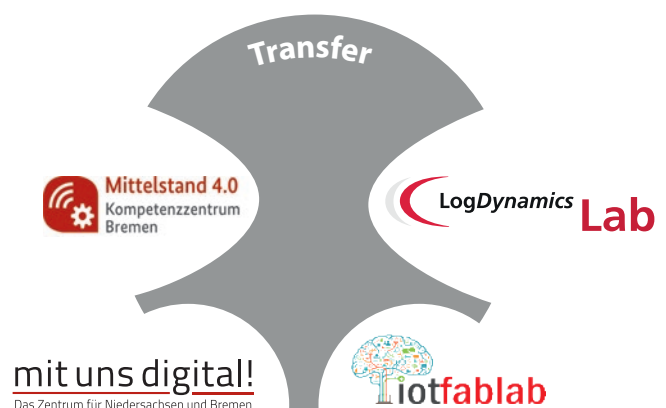 Transfer
Mittelstand 4.0
Kompetenzzentrum
Bremen
LogDynamics Lab
mit uns digital!
Das Zentrum für Niedersachsen und Bremen
iotfablab